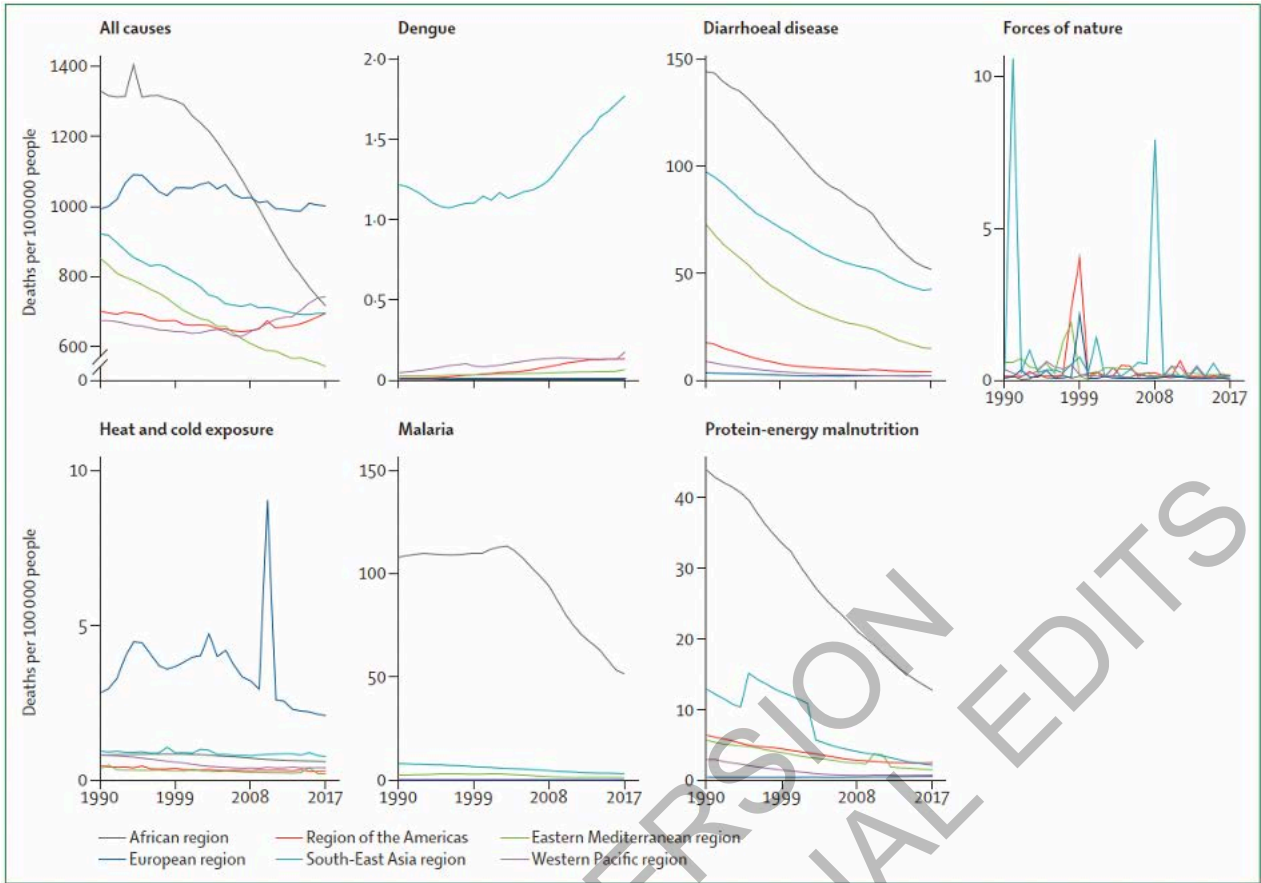 All causes
Dengue
Diarrhoeal disease
Forces of nature
Deaths per 100 000 people
1400
1200
1000
800
600
0
2·0
1·5
1·0
0·5
0
150
100
50
0
10
5
0
1990
1999
2008
2017
Heat and cold exposure
Malaria
Protein-energy malnutrition
Deaths per 100 000 people
10
5
0
1990
1999
2008
2017
150
100
50
0
1990
1999
2008
2017
40
30
20
10
0
1990
1999
2008
2017
African region
Region of the Americas
Eastern Mediterranean region
European region
South-East Asia region
Western Pacific region
EDITS